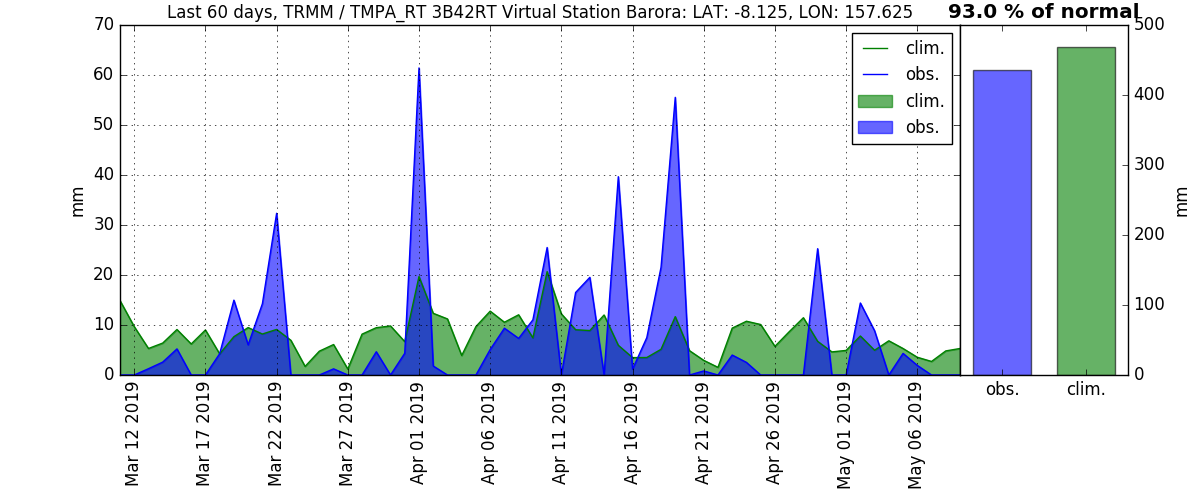 Last 60 days, TRMM / TMPA_RT 3B42RT Virtual Station Barora: LAT: -8.125, LON: 157.625
93.0 % of normal
70
60
50
40
30
20
10
0
mm
clim.
obs.
clim.
obs.
Mar 12 2019
Mar 17 2019
Mar 22 2019
Mar 27 2019
Apr 01 2019
Apr 06 2019
Apr 11 2019
Apr 16 2019
Apr 21 2019
Apr 26 2019
May 01 2019
May 06 2019
500
400
300
200
100
0
mm
obs.
clim.